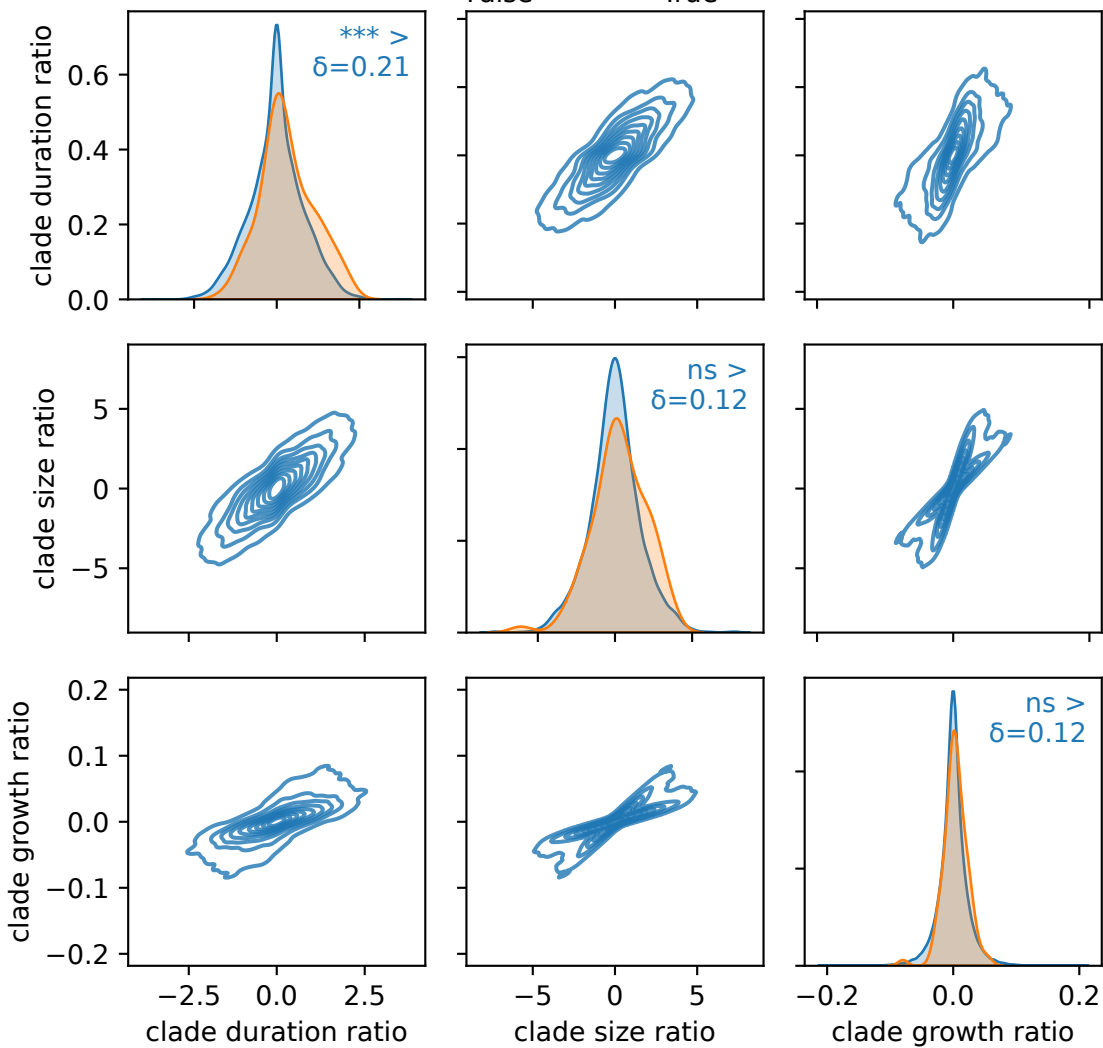 False True
clade duration ratio
0.6
0.4
0.2
0.0
*** >
δ=0.21
clade size ratio
5
0
−5
ns >
δ=0.12
clade growth ratio
0.2
0.1
0.0
−0.1
−0.2
ns >
δ=0.12
−2.5 0.0 2.5
−5 0 5
−0.2 0.0 0.2
clade duration ratio
clade size ratio
clade growth ratio